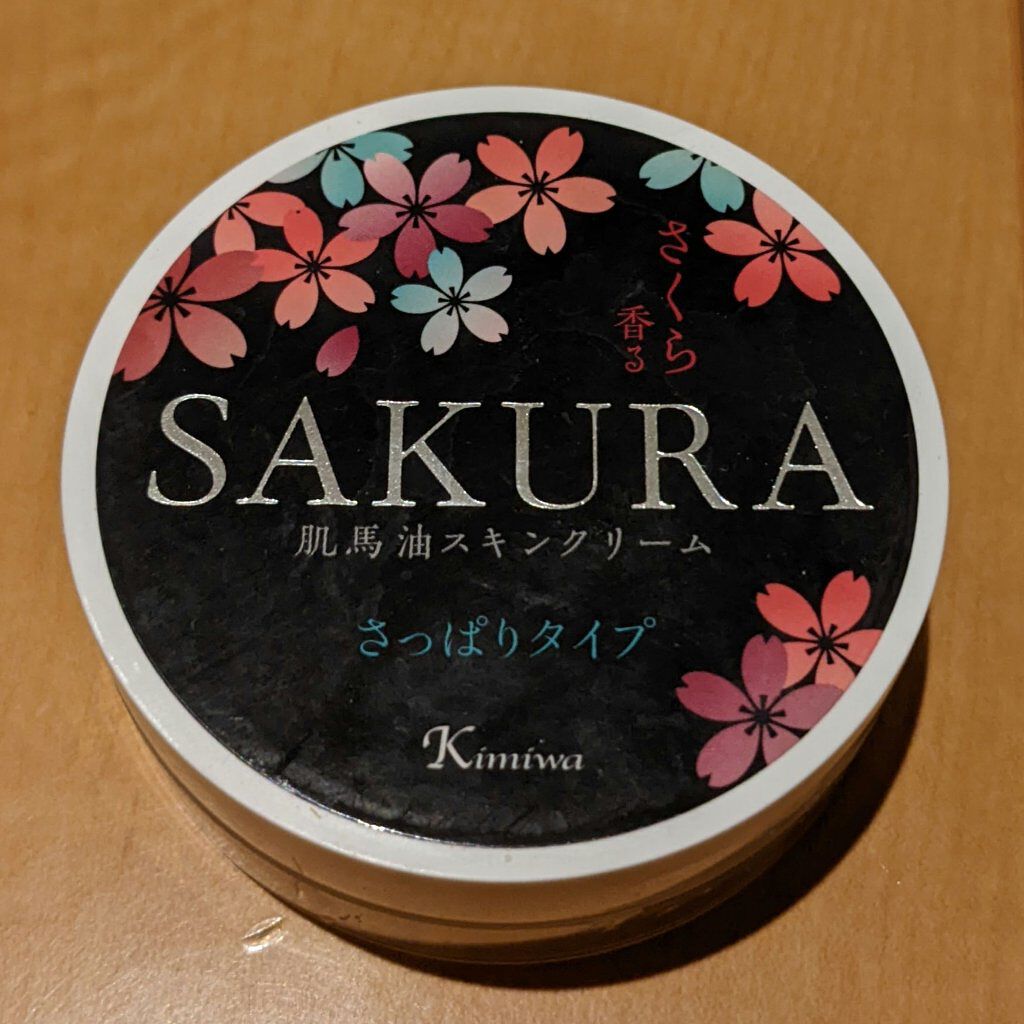 さくら
香る
SAKURA
肌馬油スキンクリーム
さっぱりタイプ
Kimiwa